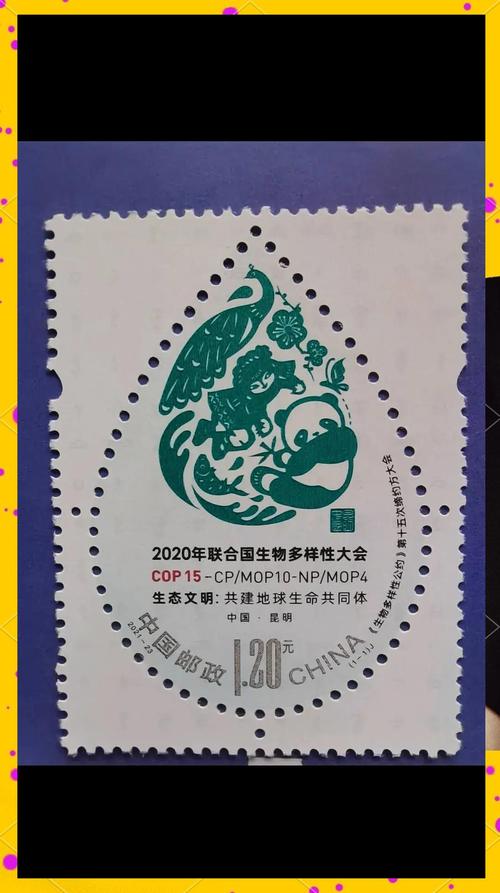 2020年联合国生物多样性大会
COP 15-CP/MOP10-NP/MOP4
生态文明：共建地球生命共同体
中国·昆明
《生物多样性公约》第十五次缔约方大会
(1-1)J
中国邮政
2021-23
1.20元
CHINA